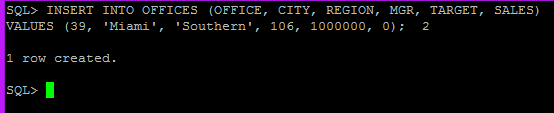 SQL> INSERT INTO OFFICES (OFFICE, CITY, REGION, MGR, TARGET, SALES)
VALUES (39, 'Miami', 'Southern', 106, 1000000, 0);  2
1 row created.
SQL>